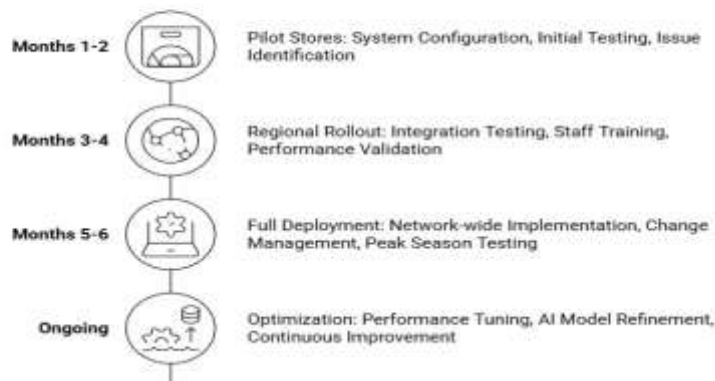 Months 1-2
Pilot Stores: System Configuration, Initial Testing, Issue
Identification
Months 3-4
Regional Rollout: Integration Testing, Staff Training,
Performance Validation
Months 5-6
Full Deployment: Network-wide Implementation, Change
Management, Peak Season Testing
Ongoing
Optimization: Performance Tuning, AI Model Refinement,
Continuous Improvement